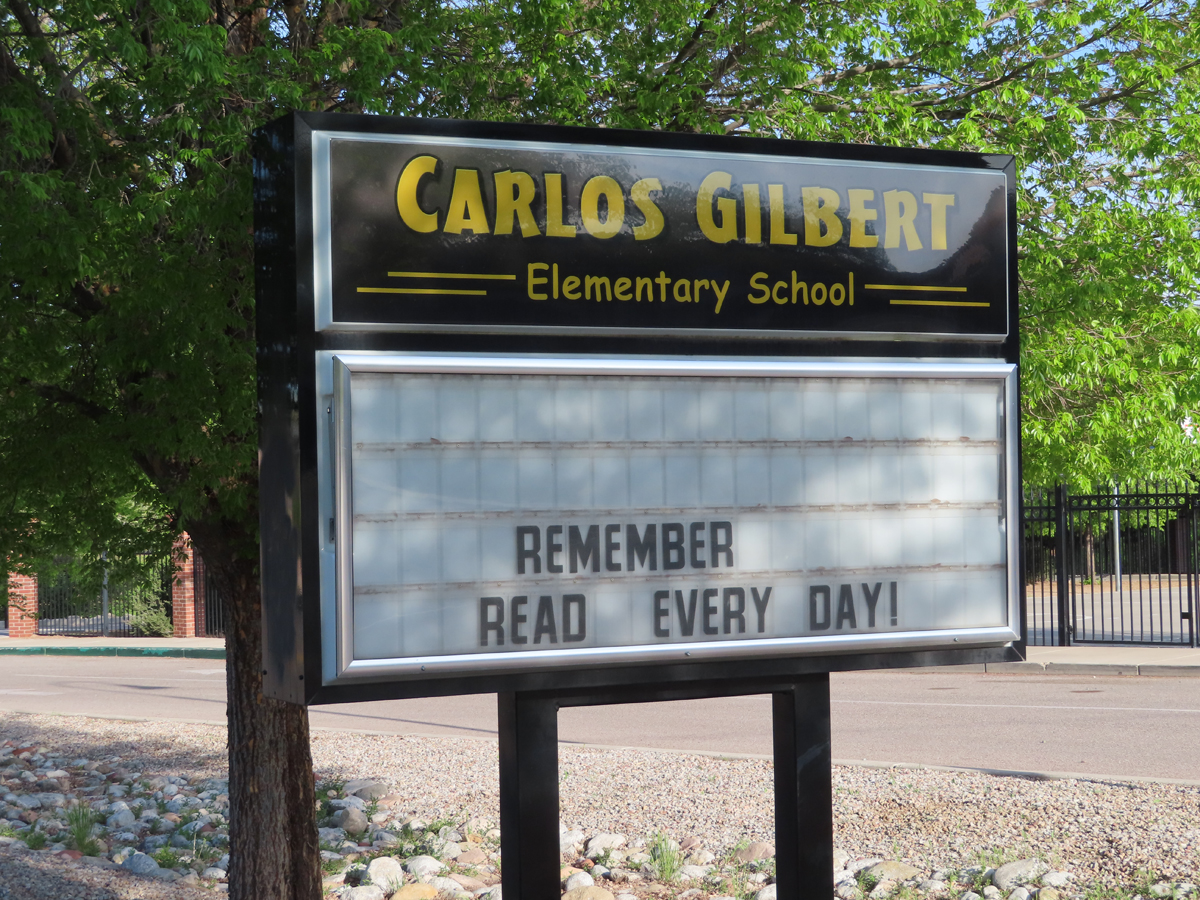 CARLOS GILBERT
Elementary School
REMEMBER
READ EVERY DAY!